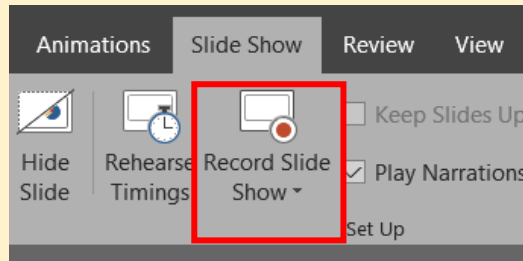 Animations Slide Show Review View
Hide Slide
Rehearse Timings
Record Slide Show
Keep Slides Up
Play Narrations
Set Up